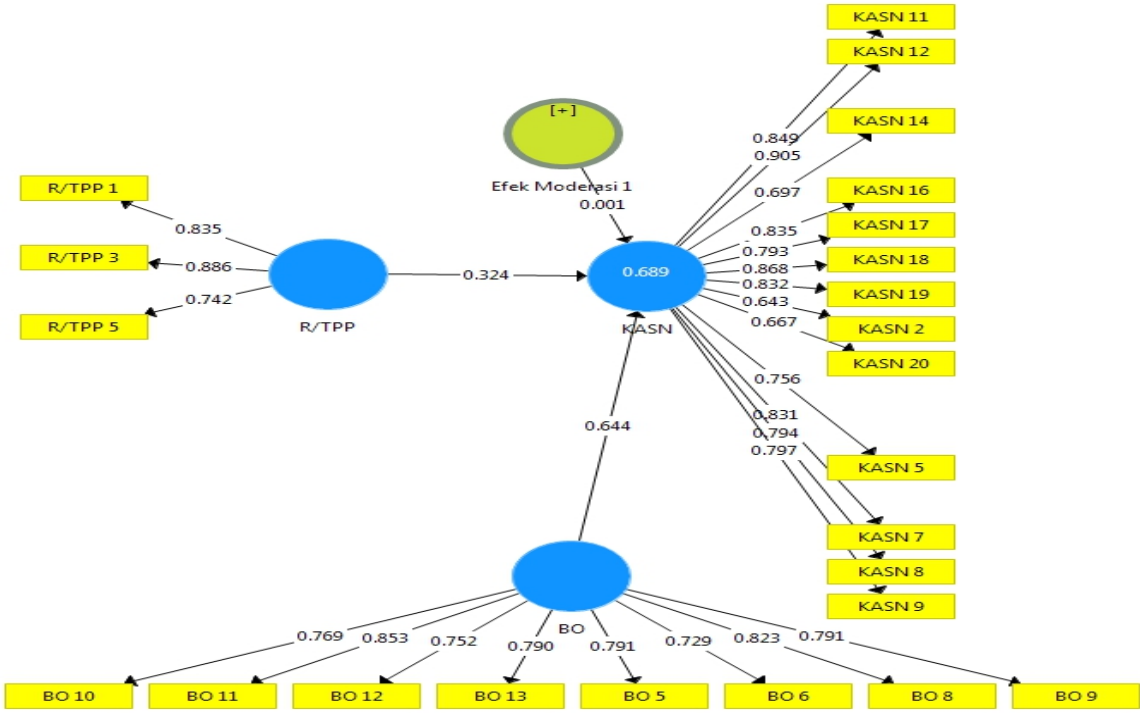 KASN 11
KASN 12
[+]
KASN 14
0.849
0.905
Efek Moderasi 1
R/TPP 1
KASN 16
0.697
0.001
0.835
KASN 17
0.835
0.793
R/TPP 3
KASN 18
0.886
0.324
0.689
0.868
0.832
KASN 19
0.742
0.643
R/TPP 5
R/TPP
KASN
0.667
KASN 2
KASN 20
0.756
0.831
0.644
0.794
0.797
KASN 5
KASN 7
KASN 8
KASN 9
BO
0.769
0.853
0.752
0.790
0.791
0.729
0.823
0.791
BO 10
BO 11
BO 12
BO 13
BO 5
BO 6
BO 8
BO 9